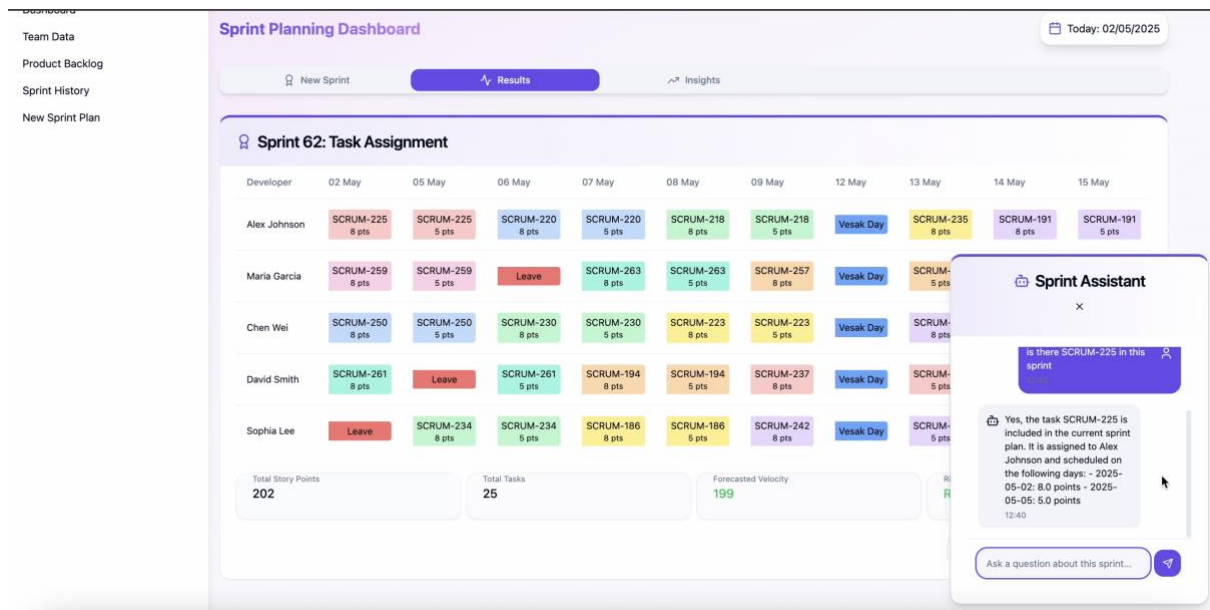 Dashboard
Team Data
Product Backlog
Sprint History
New Sprint Plan
Sprint Planning Dashboard
Today: 02/05/2025
New Sprint
Results
Insights
Sprint 62: Task Assignment
Developer 02 May 05 May 06 May 07 May 08 May 09 May 12 May 13 May 14 May 15 May
Alex Johnson SCRUM-225 SCRUM-225 SCRUM-220 SCRUM-220 SCRUM-218 SCRUM-218 Vesak Day SCRUM-235 SCRUM-191 SCRUM-191
8 pts 5 pts 8 pts 5 pts 8 pts 5 pts 8 pts 8 pts 5 pts
Maria Garcia SCRUM-259 SCRUM-259 Leave SCRUM-263 SCRUM-263 SCRUM-257 Vesak Day SCRUM-
8 pts 5 pts 8 pts 5 pts 8 pts 5 pts
Chen Wei SCRUM-250 SCRUM-250 SCRUM-230 SCRUM-230 SCRUM-223 SCRUM-223 Vesak Day SCRUM-
8 pts 5 pts 8 pts 5 pts 8 pts 5 pts 8 pts
David Smith SCRUM-261 Leave SCRUM-261 SCRUM-194 SCRUM-194 SCRUM-237 Vesak Day SCRUM-
8 pts 5 pts 8 pts 5 pts 8 pts 5 pts
Sophia Lee Leave SCRUM-234 SCRUM-234 SCRUM-186 SCRUM-186 SCRUM-242 Vesak Day SCRUM-
8 pts 5 pts 8 pts 5 pts 8 pts 5 pts
Total Story Points
202
Total Tasks
25
Forecasted Velocity
199
Ri
R
Sprint Assistant
is there SCRUM-225 in this
sprint
12:40
Yes, the task SCRUM-225 is
included in the current sprint
plan. It is assigned to Alex
Johnson and scheduled on
the following days: - 2025-
05-02: 8.0 points - 2025-
05-05: 5.0 points
12:40
Ask a question about this sprint...